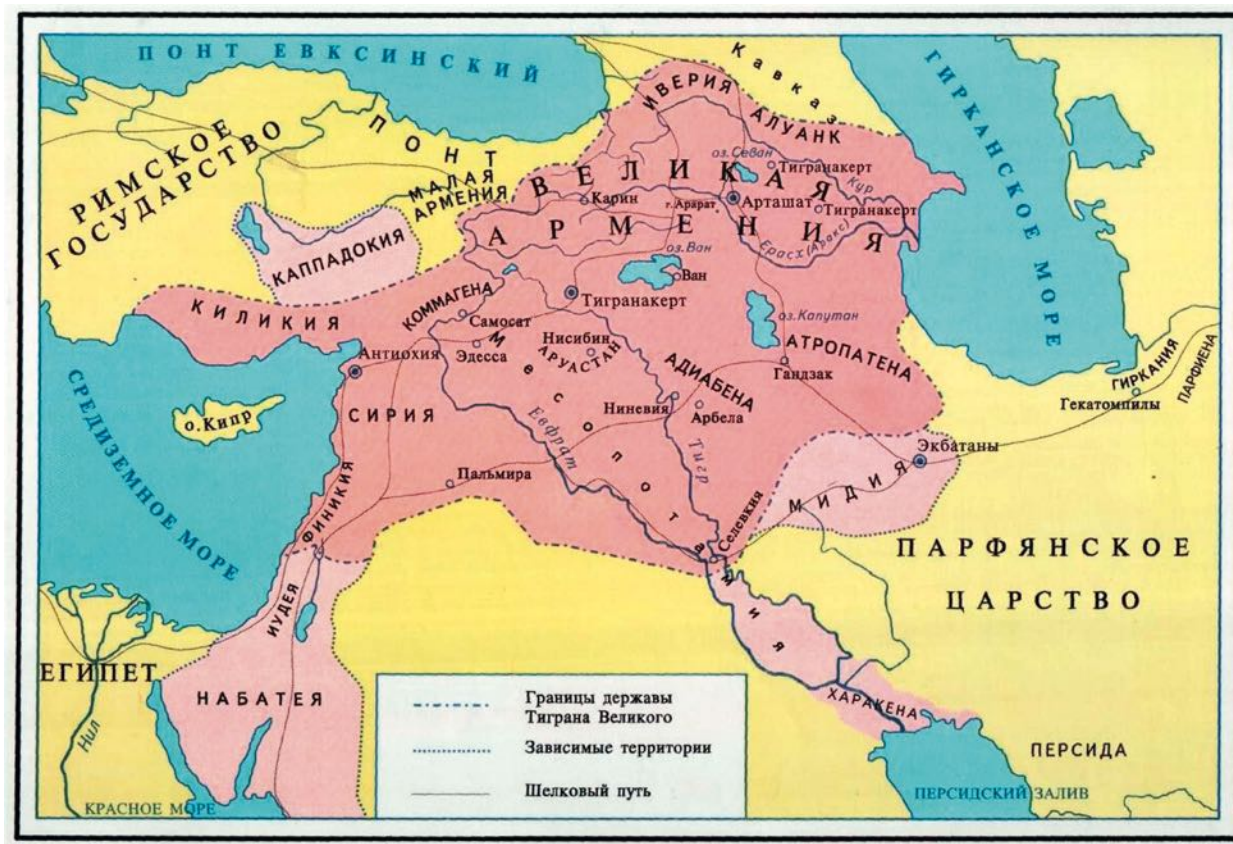 ПОНТ ЕВКСИНСКИЙ
Кавказ
ГИРКАНСКОЕ МОРЕ
РИМСКОЕ
ГОСУДАРСТВО
ПОНТ
МАЛАЯ
АРМЕНИЯ
ИВЕРИЯ
АЛУАНК
оз.Севан
Тигранакерт
Кур
ВЕЛИКАЯ
АРМЕНИЯ
Карин
г.Арарат
Арташат
Тигранакерт
Ерасх (Аракс)
КАППАДОКИЯ
оз.Ван
Ван
КИЛИКИЯ
КОММАГЕНА
Тигранакерт
Самосат
оз.Капутан
Нисибин
АРУАСТАН
Эдесса
Месопотамия
Антиохия
АДИАБЕНА
АТРОПАТЕНА
Гандзак
ГИРКАНИЯ
ПАРФИЕНА
Гекатомпилы
СРЕДИЗЕМНОЕ МОРЕ
о.Кипр
СИРИЯ
Ниневия
Арбела
Евфрат
Тигр
Экбатаны
МИДИЯ
Пальмира
Селевкия
ФИНИКИЯ
ПАРФЯНСКОЕ
ЦАРСТВО
ИУДЕЯ
ЕГИПЕТ
НАБАТЕЯ
Нил
ХАРАКЕНА
ПЕРСИДА
КРАСНОЕ МОРЕ
ПЕРСИДСКИЙ ЗАЛИВ
Границы державы
Тиграна Великого
Зависимые территории
Шелковый путь